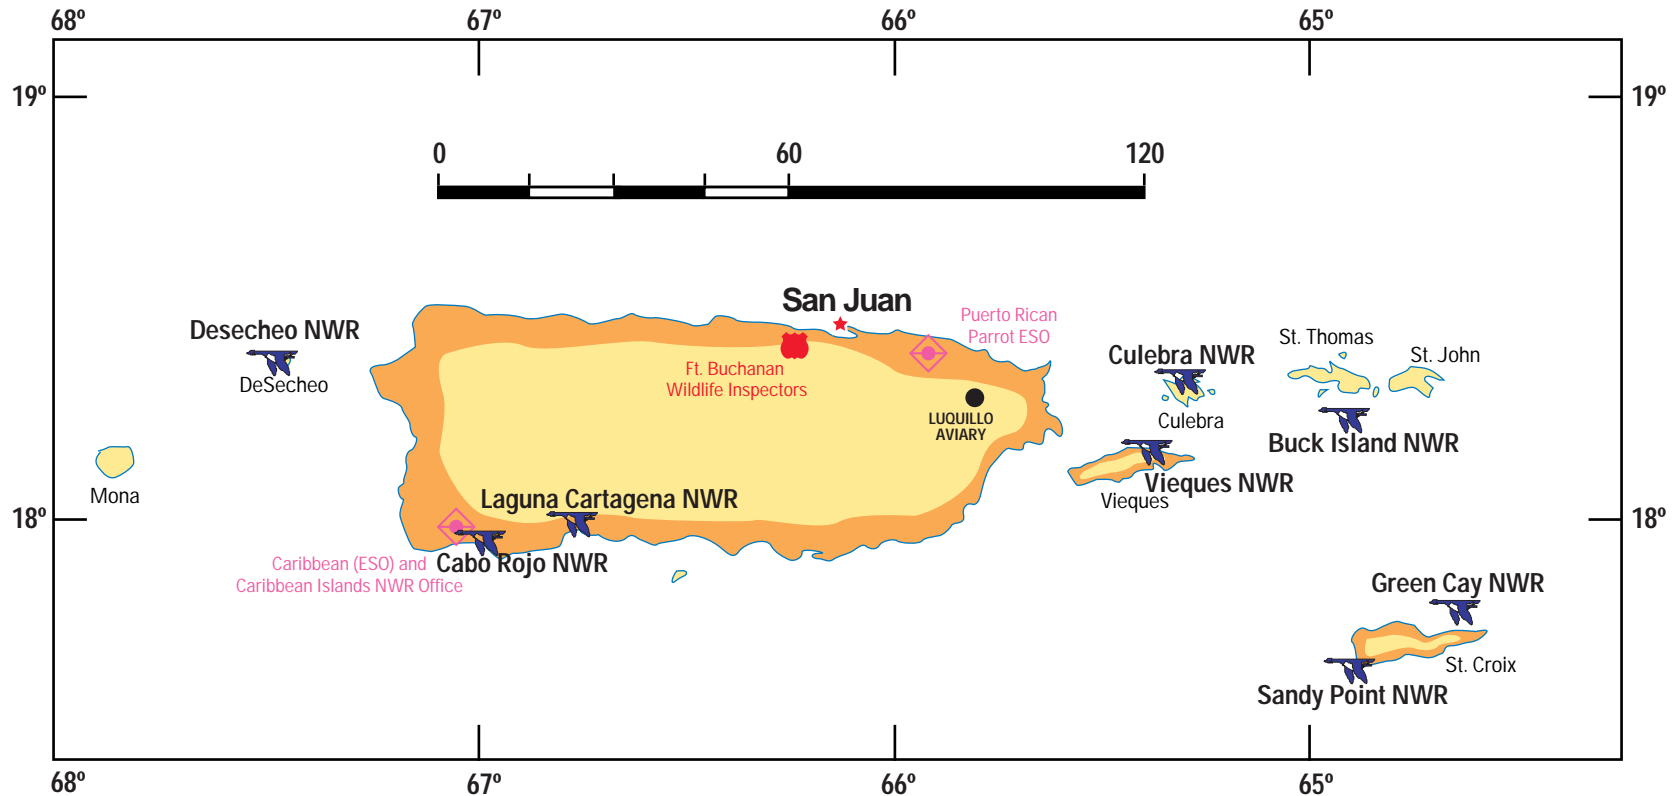 68º
67º
66º
65º
19º
19º
0
60
120
San Juan
Puerto Rican
Parrot ESO
Desecheo NWR
DeSecheo
St. Thomas
St. John
Culebra NWR
Culebra
Ft. Buchanan
Wildlife Inspectors
LUQUILLO
AVIARY
Buck Island NWR
Mona
Vieques NWR
Vieques
Laguna Cartagena NWR
18º
18º
Caribbean (ESO) and
Caribbean Islands NWR Office
Cabo Rojo NWR
Green Cay NWR
St. Croix
Sandy Point NWR
68º
67º
66º
65º